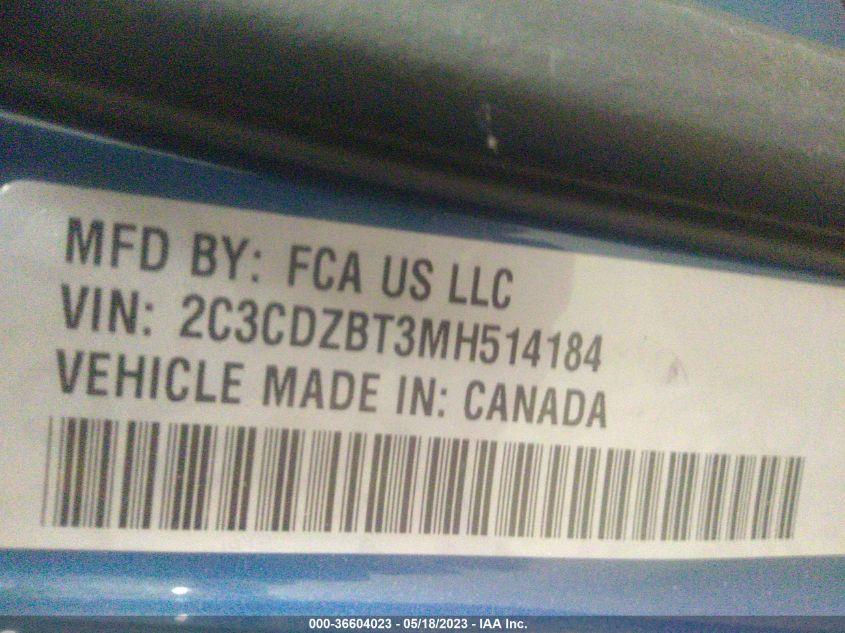 MFD BY: FCA US LLC
VIN: 2C3CDZBT3MH514184
VEHICLE MADE IN: CANADA
000-36604023 - 05/18/2023 - IAA Inc.